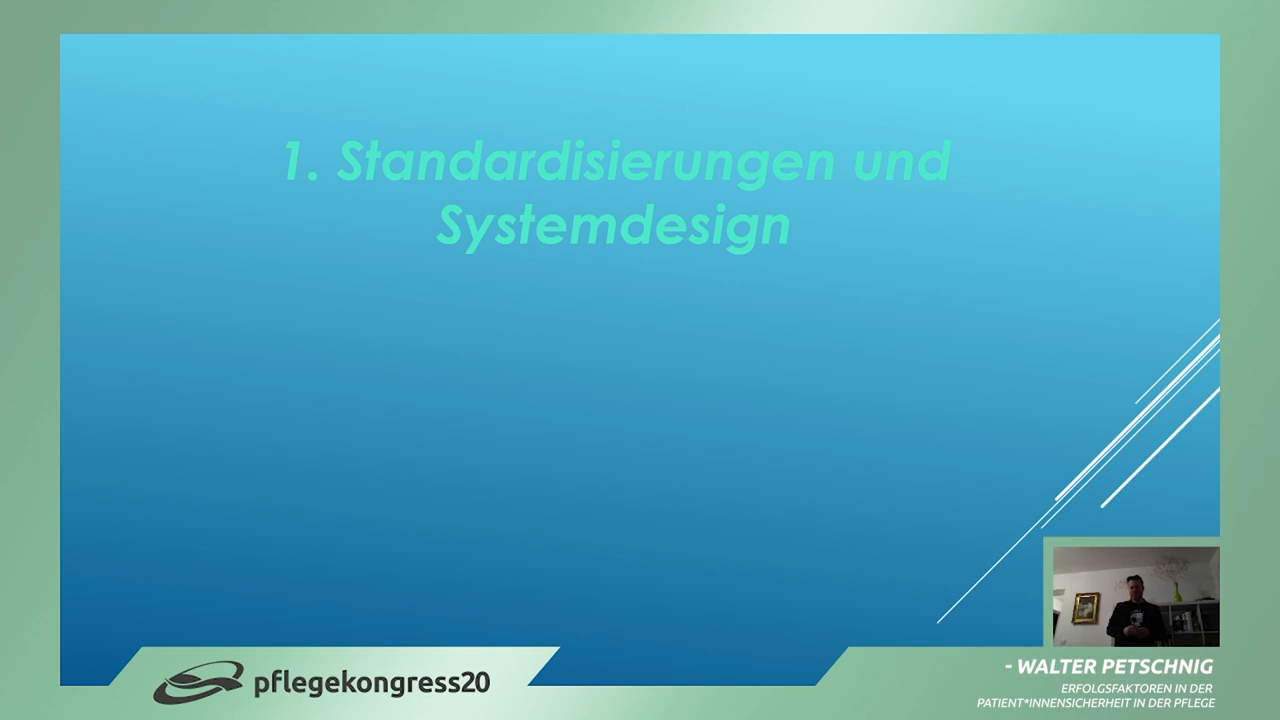 1. Standardisierungen und
Systemdesign
pflegekongress20
- WALTER PETSCHNIG
ERFOLGSFAKTOREN IN DER
PATIENT*INNENSICHERHEIT IN DER PFLEGE